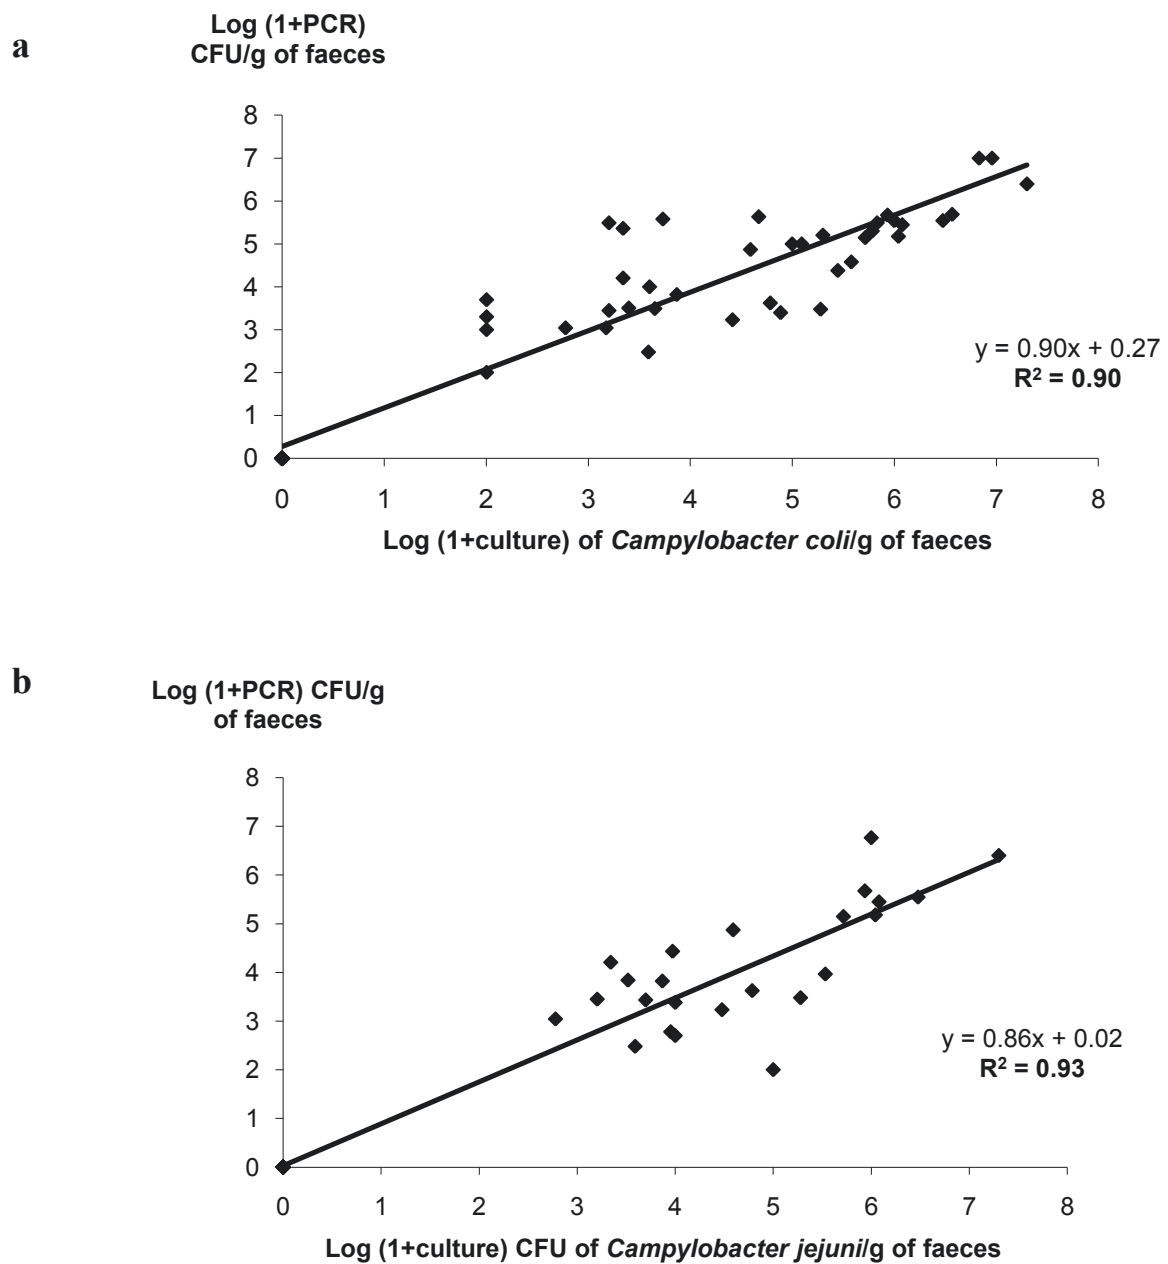 a
Log (1+PCR)
CFU/g of faeces
8
7
6
5
4
3
2
1
0
y = 0.90x + 0.27
R² = 0.90
0 1 2 3 4 5 6 7 8
Log (1+culture) of Campylobacter coli/g of faeces
b
Log (1+PCR) CFU/g
of faeces
8
7
6
5
4
3
2
1
0
y = 0.86x + 0.02
R² = 0.93
0 1 2 3 4 5 6 7 8
Log (1+culture) CFU of Campylobacter jejuni/g of faeces